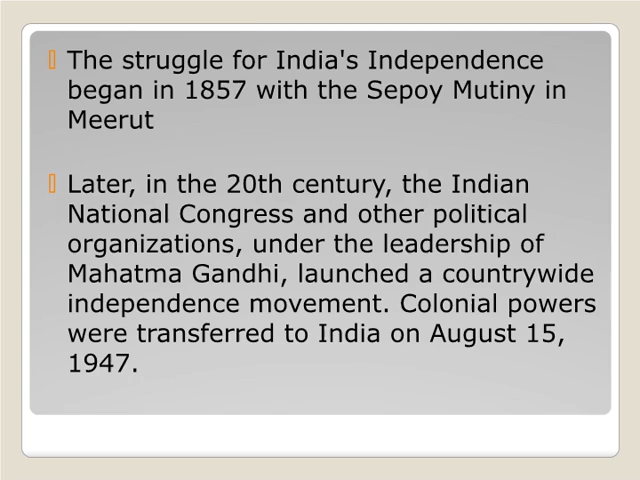 The struggle for India's Independence
began in 1857 with the Sepoy Mutiny in
Meerut
Later, in the 20th century, the Indian
National Congress and other political
organizations, under the leadership of
Mahatma Gandhi, launched a countrywide
independence movement. Colonial powers
were transferred to India on August 15,
1947.